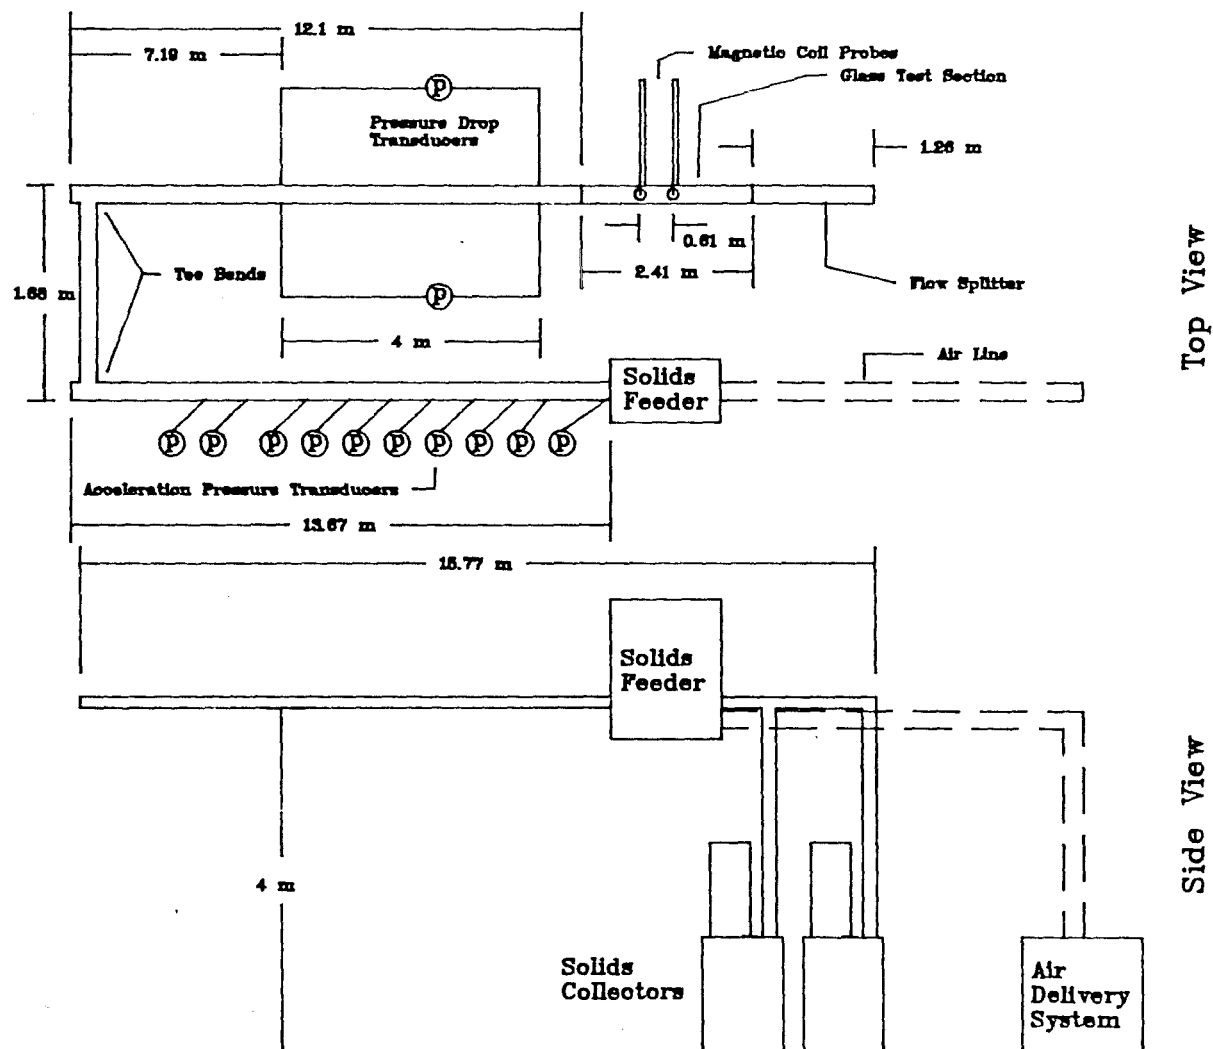 12.1 m
7.19 m
Magnetic Coil Probes
Glass Test Section
P
Pressure Drop
Transducers
1.26 m
0.61 m
2.41 m
Tee Bends
Flow Splitter
1.68 m
P
4 m
Air Line
Solids
Feeder
P P P P P P P P P P
Acceleration Pressure Transducers
13.67 m
Top View
15.77 m
Solids
Feeder
4 m
Solids
Collectors
Air
Delivery
System
Side View